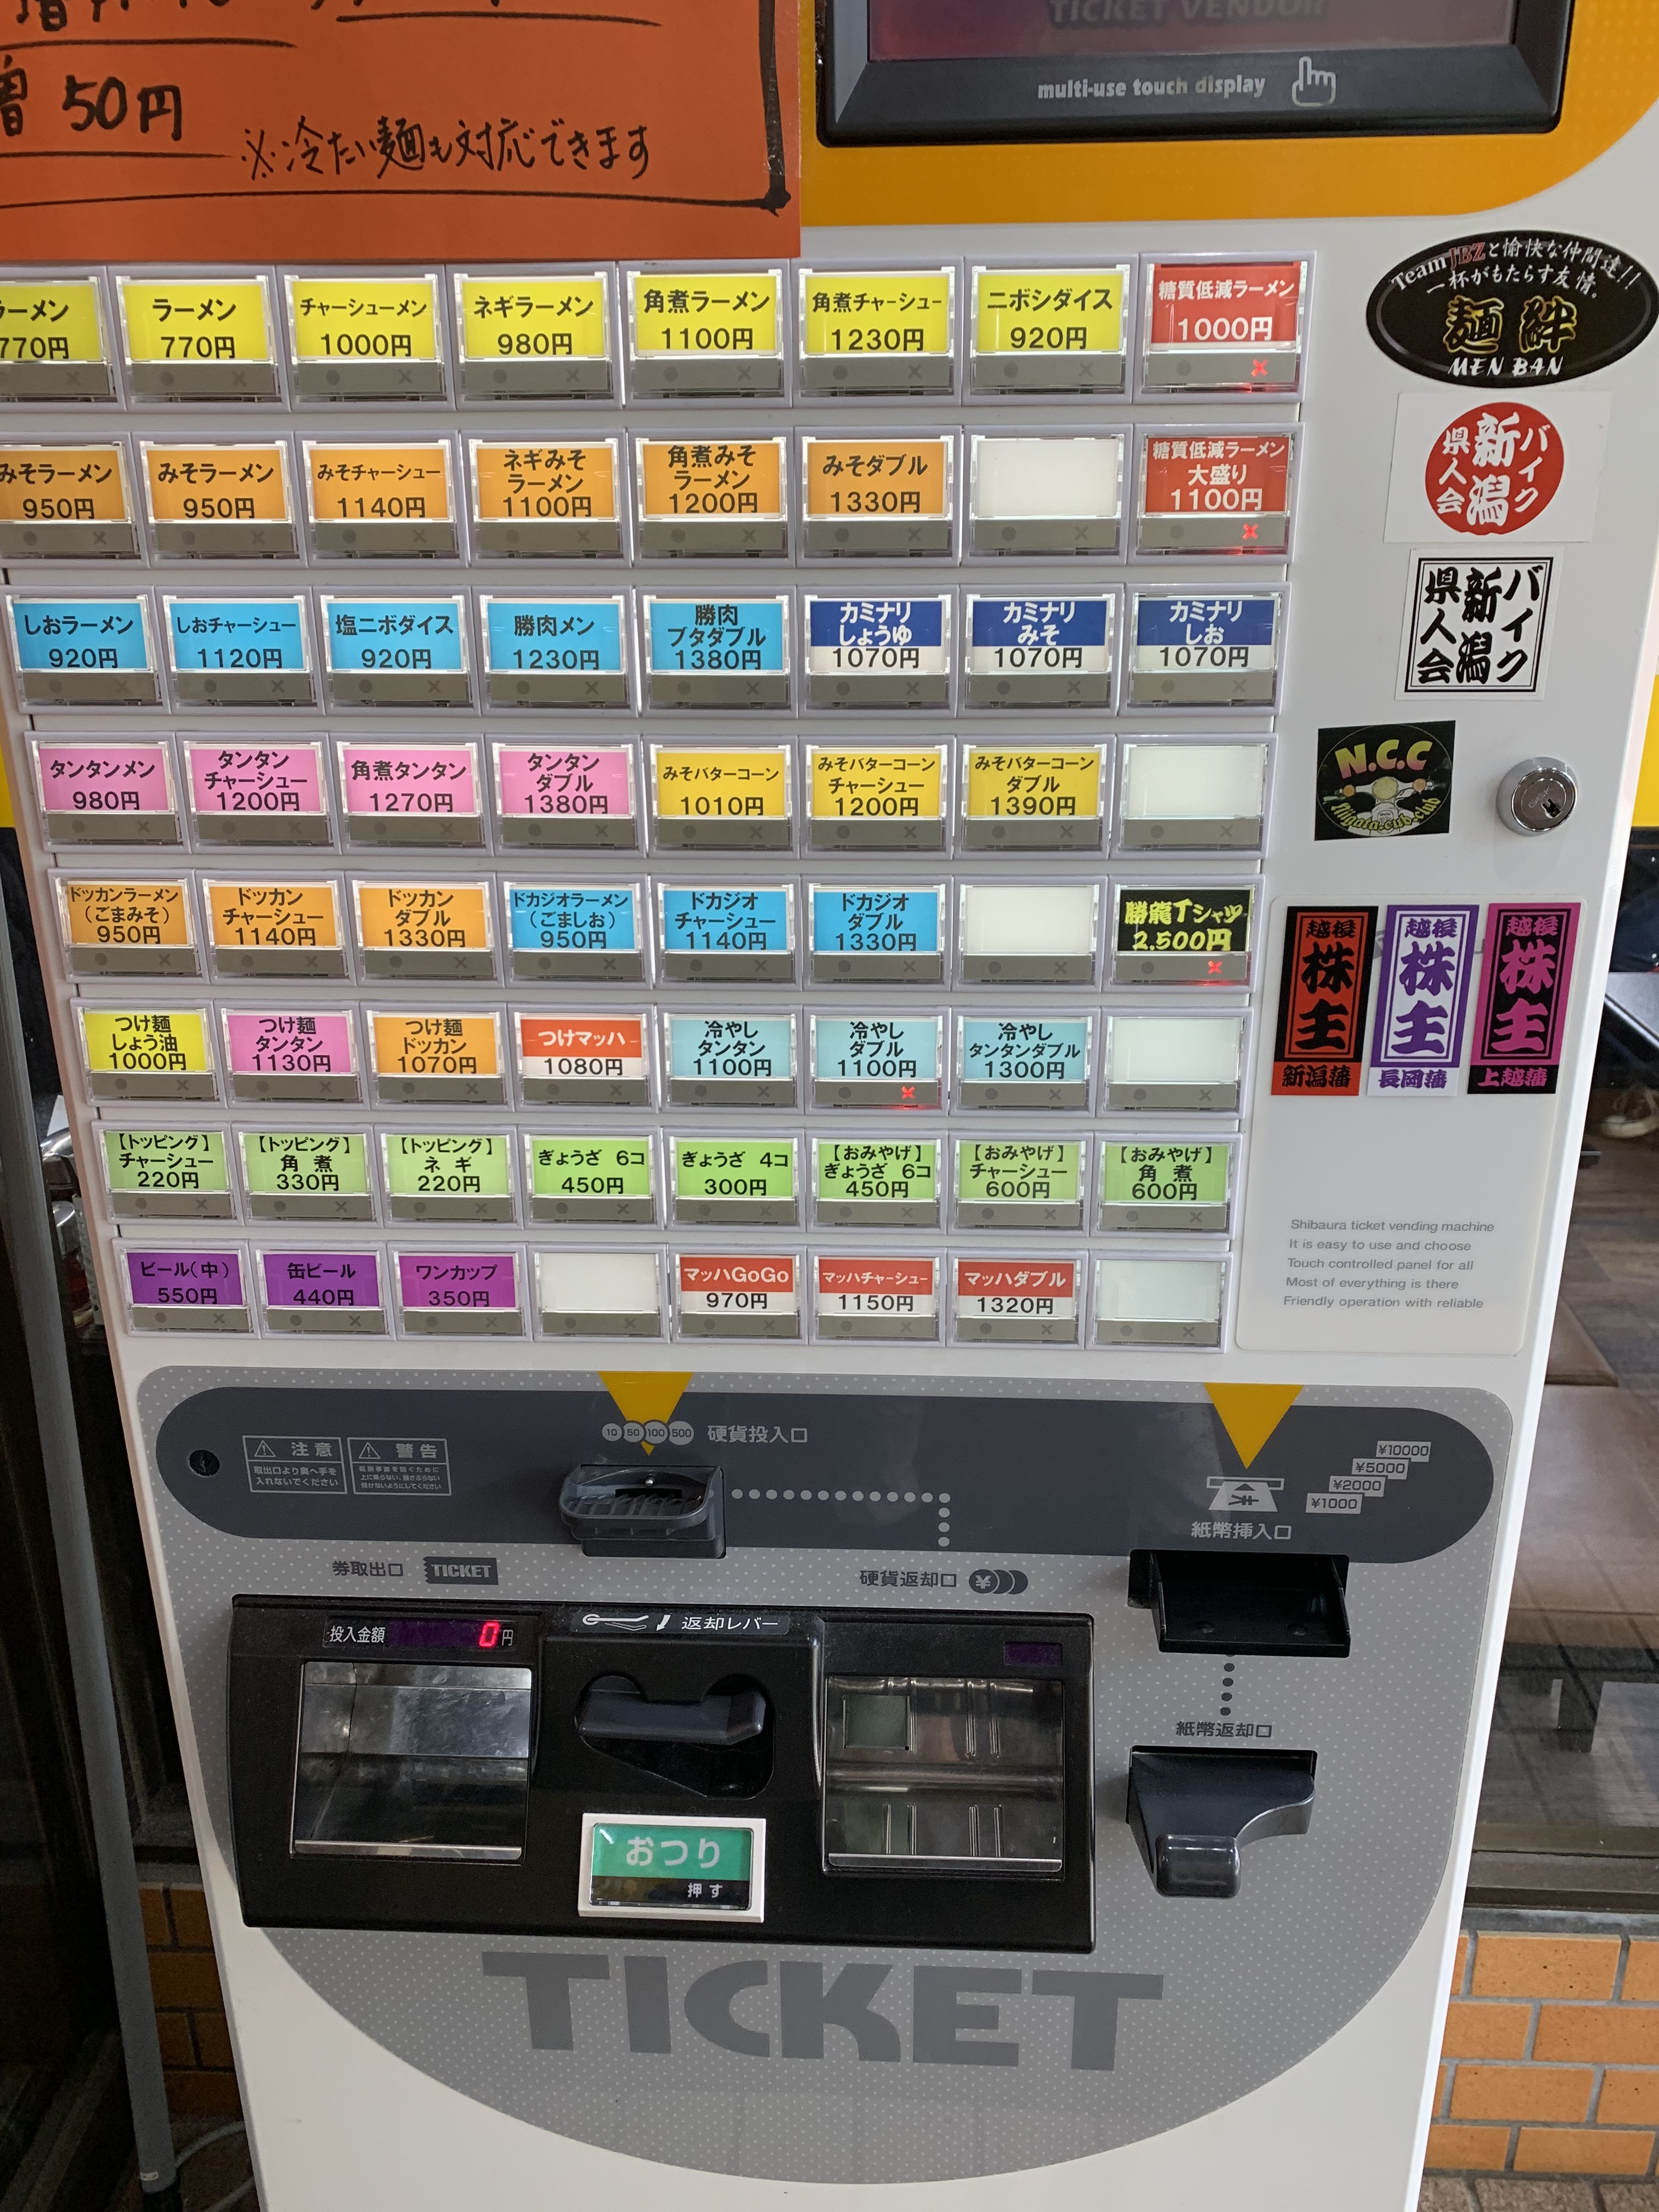 増 50円
※冷たい麺も対応できます
TICKET VENDOR
multi-use touch display
ラーメン
770円
ラーメン
770円
チャーシューメン
1000円
ネギラーメン
980円
角煮ラーメン
1100円
角煮チャーシュー
1230円
ニボシダイス
920円
糖質低減ラーメン
1000円
みそラーメン
950円
みそラーメン
950円
みそチャーシュー
1140円
ネギみそ
ラーメン
1100円
角煮みそ
ラーメン
1200円
みそダブル
1330円
糖質低減ラーメン
大盛り
1100円
しおラーメン
920円
しおチャーシュー
1120円
塩ニボダイス
920円
勝肉メン
1230円
勝肉
ブタダブル
1380円
カミナリ
しょうゆ
1070円
カミナリ
みそ
1070円
カミナリ
しお
1070円
タンタンメン
980円
タンタン
チャーシュー
1200円
角煮タンタン
1270円
タンタン
ダブル
1380円
みそバターコーン
1010円
みそバターコーン
チャーシュー
1200円
みそバターコーン
ダブル
1390円
ドッカンラーメン
(ごまみそ)
950円
ドッカン
チャーシュー
1140円
ドッカン
ダブル
1330円
ドカジオラーメン
(ごましお)
950円
ドカジオ
チャーシュー
1140円
ドカジオ
ダブル
1330円
勝龍Tシャツ
2,500円
つけ麺
しょう油
1000円
つけ麺
タンタン
1130円
つけ麺
ドッカン
1070円
つけマッハ
1080円
冷やし
タンタン
1100円
冷やし
ダブル
1100円
冷やし
タンタンダブル
1300円
【トッピング】
チャーシュー
220円
【トッピング】
角 煮
330円
【トッピング】
ネ ギ
220円
ぎょうざ 6コ
450円
ぎょうざ 4コ
300円
【おみやげ】
ぎょうざ 6コ
450円
【おみやげ】
チャーシュー
600円
【おみやげ】
角 煮
600円
ビール(中)
550円
缶ビール
440円
ワンカップ
350円
マッハGoGo
970円
マッハチャーシュー
1150円
マッハダブル
1320円
TeamJBZと愉快な仲間達!!
一杯がもたらす友情。
麺絆
MEN BAN
バイク
新潟
県人会
バイク
新潟
県人会
N.C.C
Niigata.cub.club
越後
株主
新潟藩
越後
株主
長岡藩
越後
株主
上越藩
Shibaura ticket vending machine
It is easy to use and choose
Touch controlled panel for all
Most of everything is there
Friendly operation with reliable
注意
取出口より奥へ手を
入れないでください
警告
10 50 100 500 硬貨投入口
¥10000
¥5000
¥2000
¥1000
紙幣挿入口
券取出口 TICKET
硬貨返却口 ¥
投入金額 0円
返却レバー
紙幣返却口
おつり
押す
TICKET